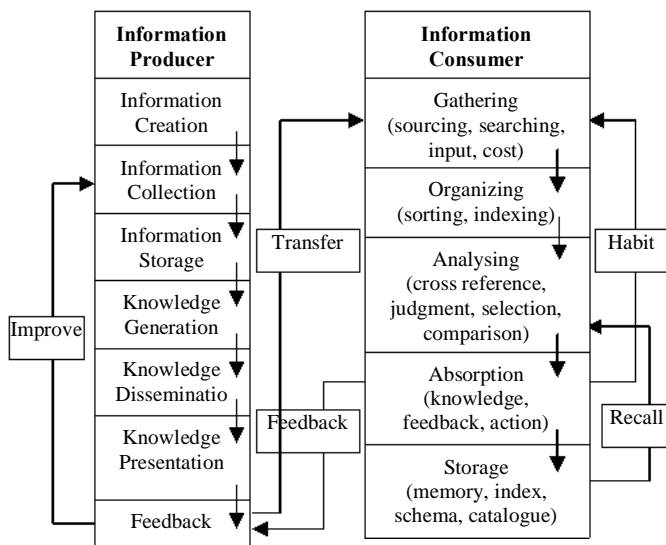 Information
Producer
Information
Creation
Information
Collection
Information
Storage
Knowledge
Generation
Knowledge
Disseminatio
Knowledge
Presentation
Feedback
Improve
Transfer
Feedback
Information
Consumer
Gathering
(sourcing, searching,
input, cost)
Organizing
(sorting, indexing)
Analysing
(cross reference,
judgment, selection,
comparison)
Absorption
(knowledge,
feedback, action)
Storage
(memory, index,
schema, catalogue)
Habit
Recall